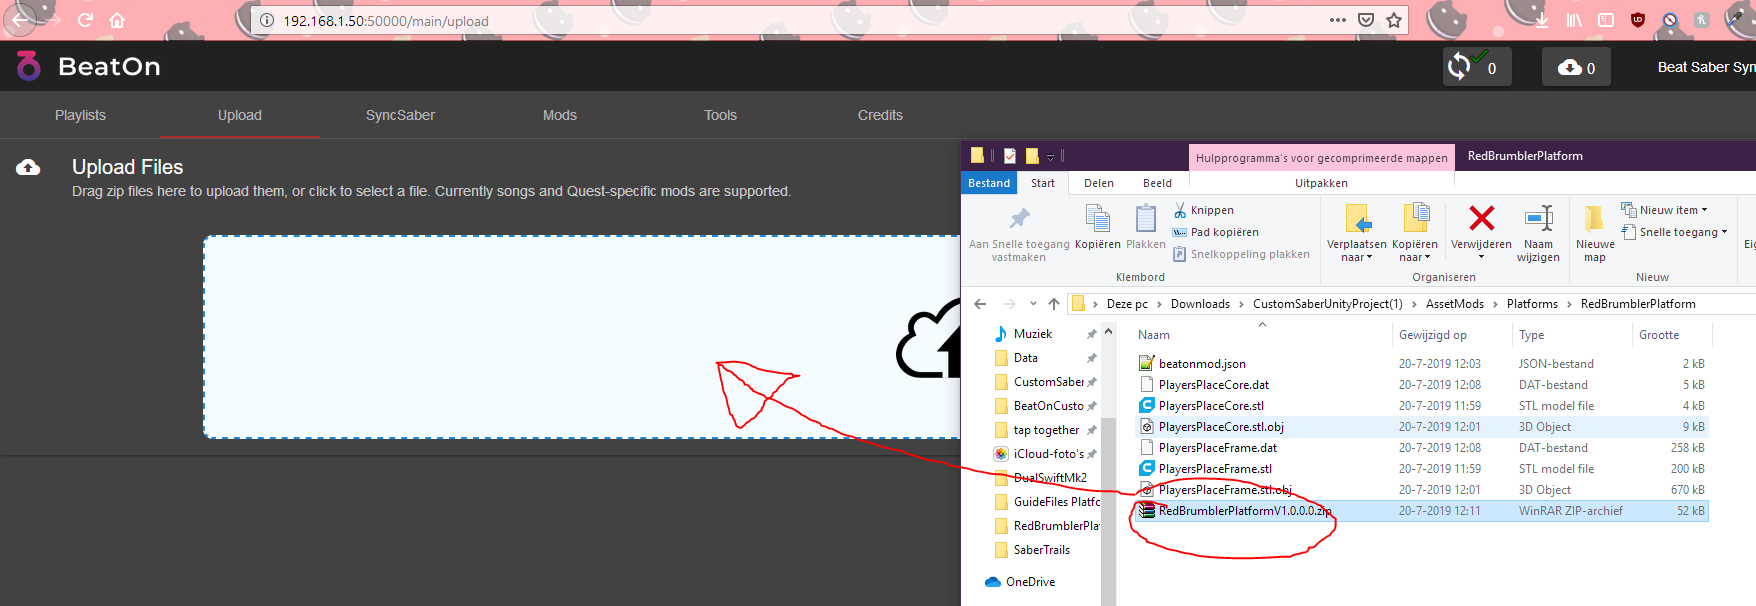 192.168.1.50:50000/main/upload
BeatOn
0
0
Beat Saber Syn
Playlists
Upload
SyncSaber
Mods
Tools
Credits
Upload Files
Drag zip files here to upload them, or click to select a file. Currently songs and Quest-specific mods are supported.
Hulpprogramma's voor gecomprimeerde mappen
RedBrumblerPlatform
Bestand
Start
Delen
Beeld
Uitpakken
Aan Snelle toegang
vastmaken
Kopiëren
Plakken
Knippen
Pad kopiëren
Snelkoppeling plakken
Klembord
Verplaatsen
naar
Kopiëren
naar
Verwijderen
Naam
wijzigen
Organiseren
Nieuwe
map
Nieuw item
Snelle toegang
Nieuw
Eig
Deze pc > Downloads > CustomSaberUnityProject(1) > AssetMods > Platforms > RedBrumblerPlatform
Muziek
Data
CustomSaber
BeatOnCusto
tap together
iCloud-foto's
DualSwiftMk2
GuideFiles Platfc
RedBrumblerPlat
SaberTrails
OneDrive
Naam Gewijzigd op Type Grootte
beatonmod.json 20-7-2019 12:03 JSON-bestand 2 kB
PlayersPlaceCore.dat 20-7-2019 12:08 DAT-bestand 5 kB
PlayersPlaceCore.stl 20-7-2019 11:59 STL model file 4 kB
PlayersPlaceCore.stl.obj 20-7-2019 12:01 3D Object 9 kB
PlayersPlaceFrame.dat 20-7-2019 12:08 DAT-bestand 258 kB
PlayersPlaceFrame.stl 20-7-2019 11:59 STL model file 200 kB
PlayersPlaceFrame.stl.obj 20-7-2019 12:01 3D Object 670 kB
RedBrumblerPlatformV1.0.0.0.zip 20-7-2019 12:11 WinRAR ZIP-archief 52 kB